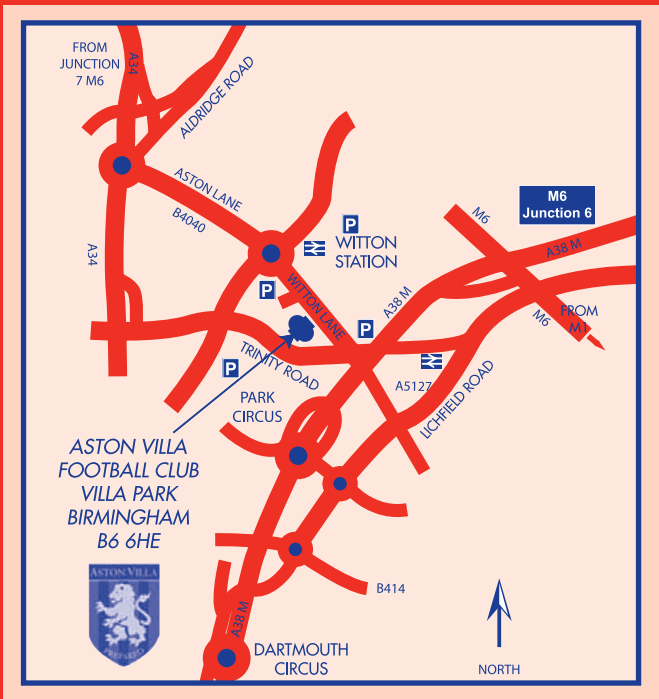 FROM
JUNCTION
7 M6
A34
ALDRIDGE ROAD
ASTON LANE
B4040
A34
M6
Junction 6
M6
A38 M
P
WITTON
STATION
P
WITTON LANE
A38 M
M6
FROM
M1
P
TRINITY ROAD
P
A5127
LICHFIELD ROAD
PARK
CIRCUS
ASTON VILLA
FOOTBALL CLUB
VILLA PARK
BIRMINGHAM
B6 6HE
ASTON VILLA
PREPARED
B414
A38 M
DARTMOUTH
CIRCUS
NORTH